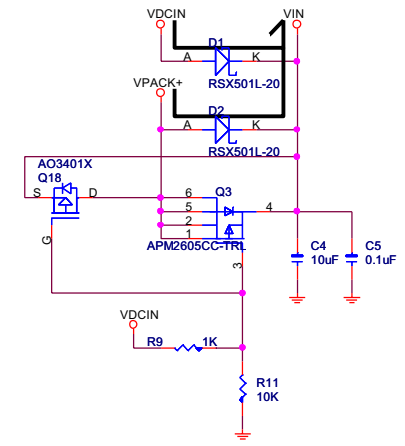 VDCIN VIN
D1
A K
RSX501L-20
VPACK+
D2
A K
RSX501L-20
AO3401X
Q18
S D
G
Q3
6
5
2
1
4
APM2605CC-TRL
3
C4
10uF
C5
0.1uF
VDCIN
R9 1K
R11
10K